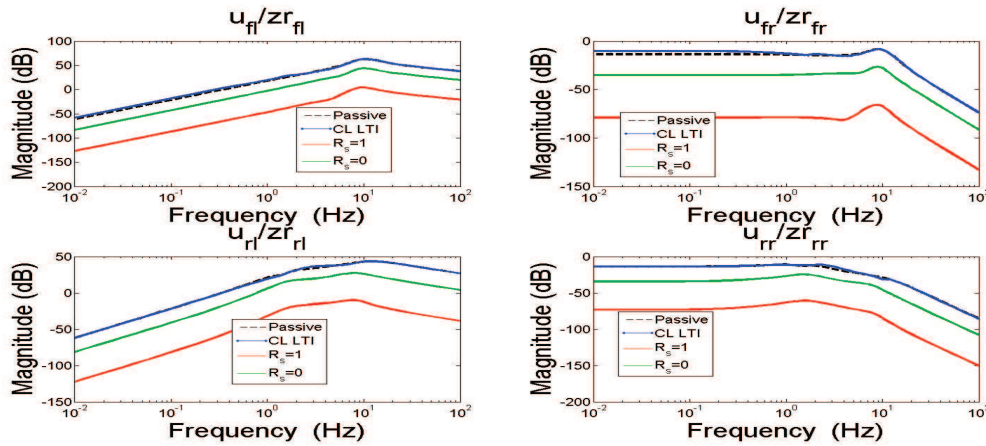 u_fl/zr_fl
Magnitude (dB)
100
50
0
-50
-100
-150
-200
10^-2
10^-1
10^0
10^1
10^2
Frequency (Hz)
Passive
CL LTI
R_s=1
R_s=0
u_fr/zr_fr
Magnitude (dB)
0
-50
-100
-150
10^-2
10^-1
10^0
10^1
10^2
Frequency (Hz)
Passive
CL LTI
R_s=1
R_s=0
u_rl/zr_rl
Magnitude (dB)
50
0
-50
-100
-150
10^-2
10^-1
10^0
10^1
10^2
Frequency (Hz)
Passive
CL LTI
R_s=1
R_s=0
u_rr/zr_rr
Magnitude (dB)
0
-50
-100
-150
-200
10^-2
10^-1
10^0
10^1
10^2
Frequency (Hz)
Passive
CL LTI
R_s=1
R_s=0